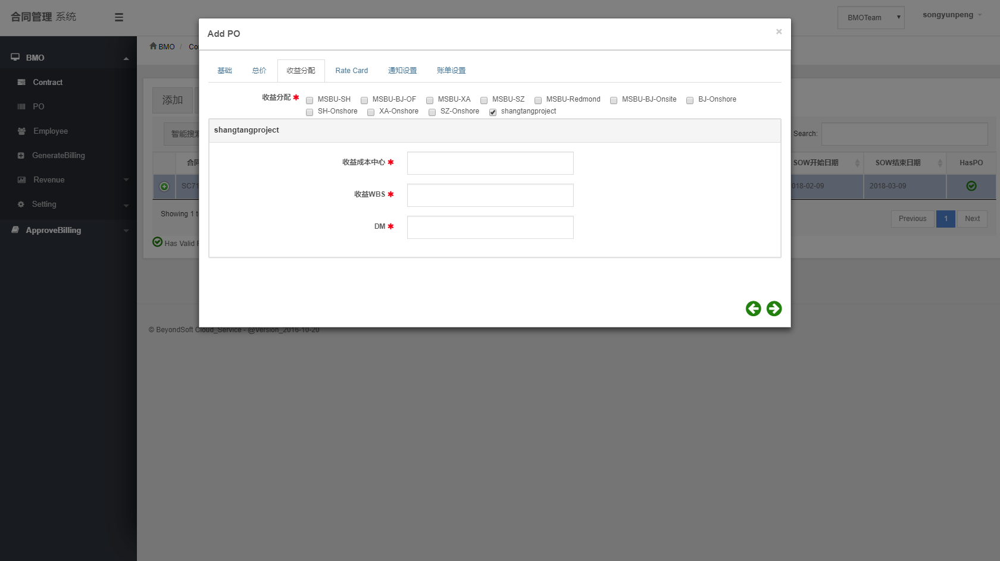 合同管理 系统
BMOTeam
songyunpeng
BMO
Contract
PO
Employee
GenerateBilling
Revenue
Setting
ApproveBilling
BMO /
Add PO
×
基础 总价 收益分配 Rate Card 通知设置 账单设置
收益分配 ✱ MSBU-SH MSBU-BJ-OF MSBU-XA MSBU-SZ MSBU-Redmond MSBU-BJ-Onsite BJ-Onshore
SH-Onshore XA-Onshore SZ-Onshore shangtangproject
shangtangproject
收益成本中心 ✱
收益WBS ✱
DM ✱
添加
智能搜索
Search:
合同 SOW开始日期 SOW结束日期 HasPO
SC71 018-02-09 2018-03-09
Showing 1
Previous 1 Next
Has Valid
© BeyondSoft Cloud_Service - @Version_2016-10-20